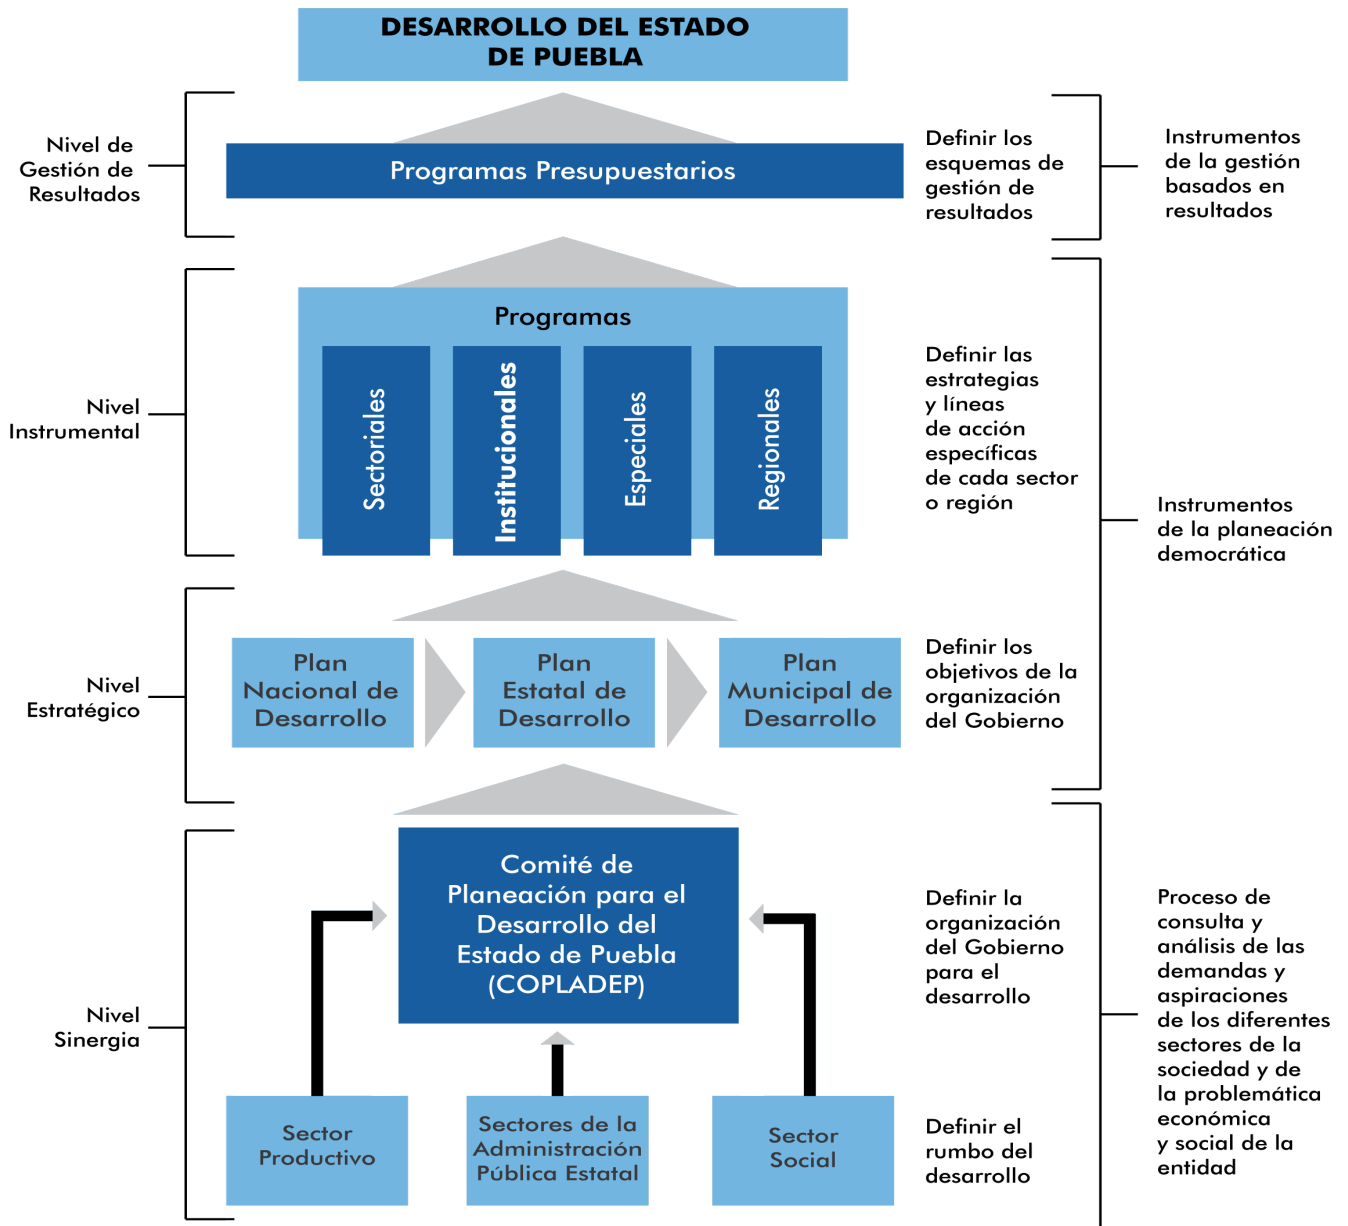 DESARROLLO DEL ESTADO
DE PUEBLA
Nivel de
Gestión de
Resultados
Programas Presupuestarios
Definir los
esquemas de
gestión de
resultados
Instrumentos
de la gestión
basados en
resultados
Nivel
Instrumental
Programas
Sectoriales
Institucionales
Especiales
Regionales
Definir las
estrategias
y líneas
de acción
específicas
de cada sector
o región
Instrumentos
de la planeación
democrática
Nivel
Estratégico
Plan
Nacional de
Desarrollo
Plan
Estatal de
Desarrollo
Plan
Municipal de
Desarrollo
Definir los
objetivos de la
organización
del Gobierno
Nivel
Sinergia
Comité de
Planeación para el
Desarrollo del
Estado de Puebla
(COPLADEP)
Definir la
organización
del Gobierno
para el
desarrollo
Sector
Productivo
Sectores de la
Administración
Pública Estatal
Sector
Social
Definir el
rumbo del
desarrollo
Proceso de
consulta y
análisis de las
demandas y
aspiraciones
de los diferentes
sectores de la
sociedad y de
la problemática
económica
y social de la
entidad